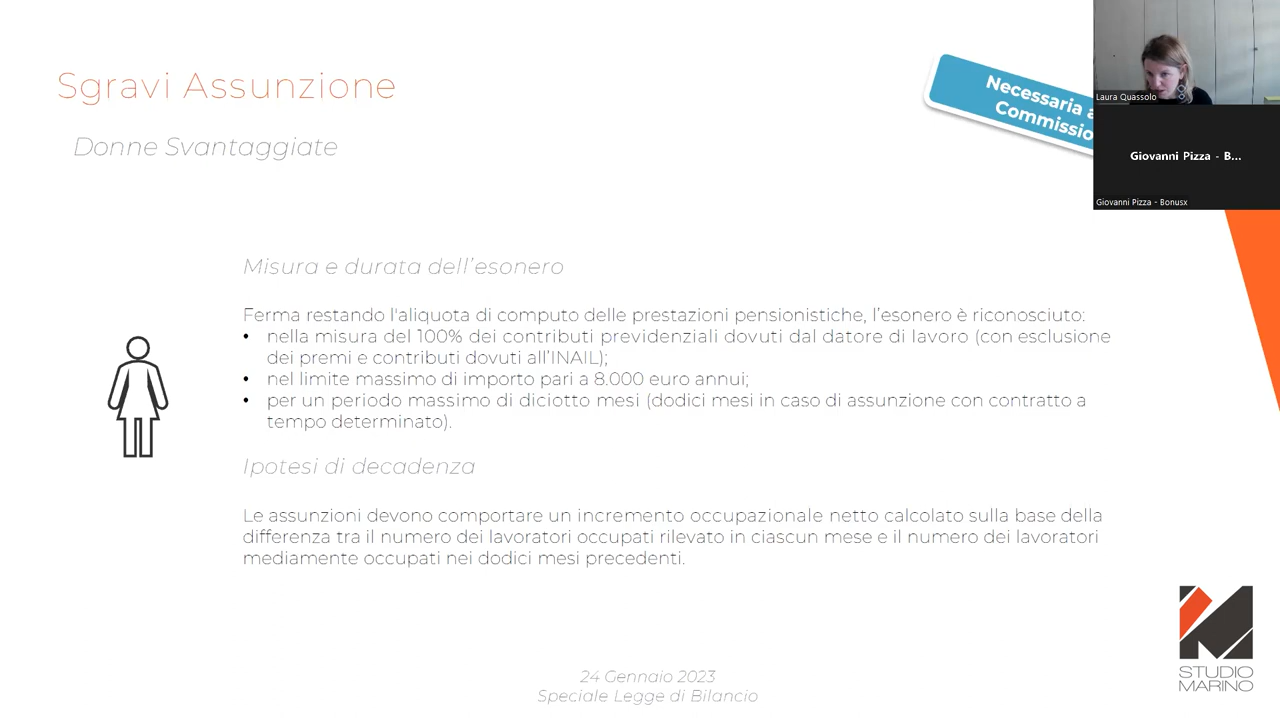 Sgravi Assunzione
Donne Svantaggiate
Necessaria
Laura Quassolo
Giovanni Pizza - B...
Giovanni Pizza - Bonusx
Misura e durata dell'esonero
Ferma restando l'aliquota di computo delle prestazioni pensionistiche, l'esonero è riconosciuto:
• nella misura del 100% dei contributi previdenziali dovuti dal datore di lavoro (con esclusione
dei premi e contributi dovuti all'INAIL);
• nel limite massimo di importo pari a 8.000 euro annui;
• per un periodo massimo di diciotto mesi (dodici mesi in caso di assunzione con contratto a
tempo determinato).
Ipotesi di decadenza
Le assunzioni devono comportare un incremento occupazionale netto calcolato sulla base della
differenza tra il numero dei lavoratori occupati rilevato in ciascun mese e il numero dei lavoratori
mediamente occupati nei dodici mesi precedenti.
24 Gennaio 2023
Speciale Legge di Bilancio
STUDIO
MARINO